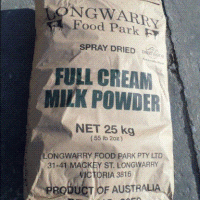 LONGWARRY
Food Park
SPRAY DRIED
FULL CREAM
MILK POWDER
NET 25 kg
(55 lb 2oz)
LONGWARRY FOOD PARK PTY LTD
31-41 MACKEY ST. LONGWARRY
VICTORIA 3816
PRODUCT OF AUSTRALIA